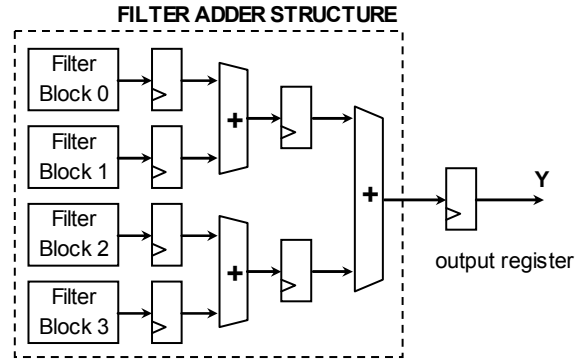 FILTER ADDER STRUCTURE
Filter
Block 0
Filter
Block 1
+
Filter
Block 2
Filter
Block 3
+
+
Y
output register